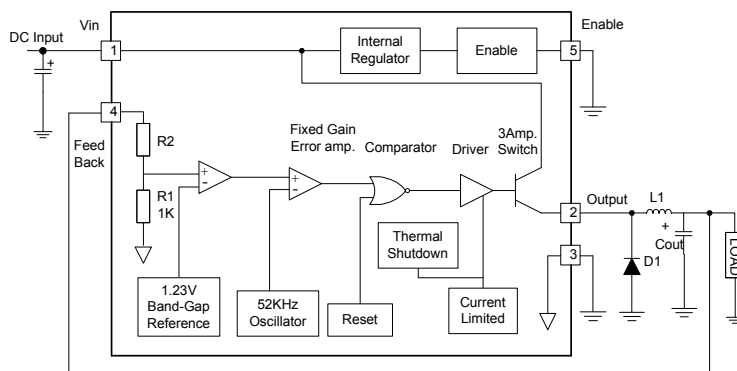 Vin
Enable
DC Input
+
1
Internal
Regulator
Enable
5
4
Feed
Back
R2
R1
1K
Fixed Gain
Error amp.
Comparator
Driver
3Amp.
Switch
+
−
+
−
2
Output
L1
+
Cout
D1
LOAD
3
Thermal
Shutdown
1.23V
Band-Gap
Reference
52KHz
Oscillator
Reset
Current
Limited